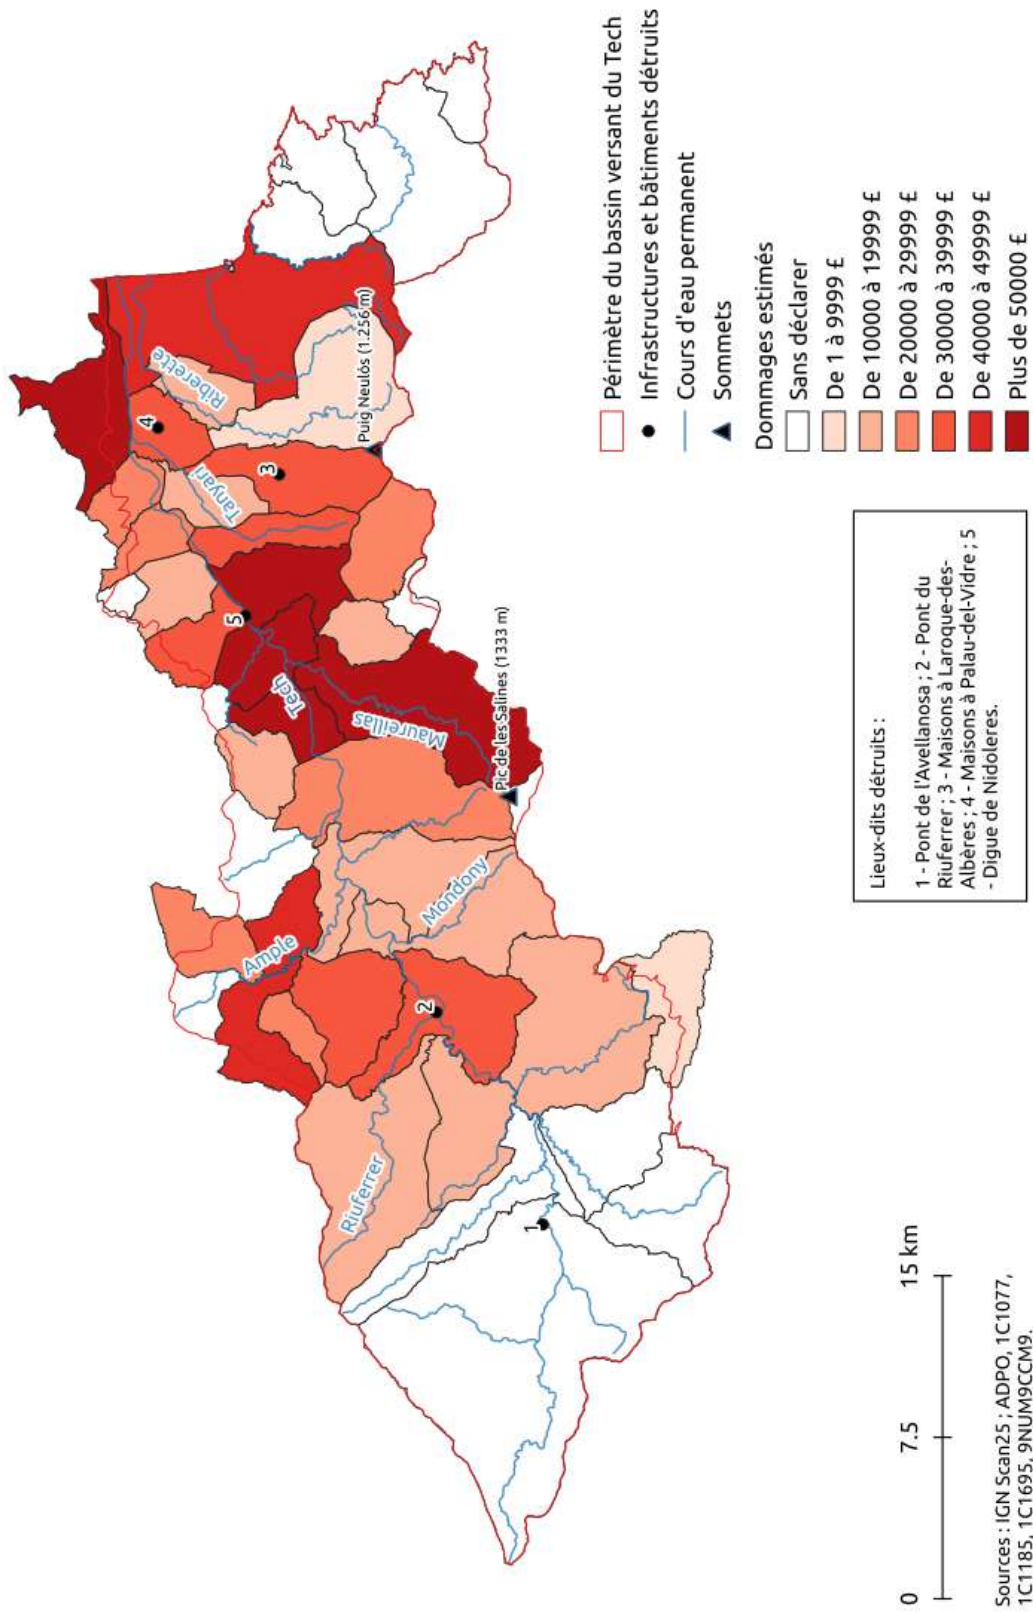 Riberette
4
Tanyari
3
Puig Neulós (1.256 m)
5
Tech
Maureillas
Pic de les Salines (1333 m)
Ample
Mondony
2
Riuferrer
1
Périmètre du bassin versant du Tech
Infrastructures et bâtiments détruits
Cours d'eau permanent
Sommets
Dommages estimés
Sans déclarer
De 1 à 9999 £
De 10000 à 19999 £
De 20000 à 29999 £
De 30000 à 39999 £
De 40000 à 49999 £
Plus de 50000 £
Lieux-dits détruits :
1 - Pont de l'Avellanosa ; 2 - Pont du
Riuferrer ; 3 - Maisons à Laroque-des-
Albères ; 4 - Maisons à Palau-del-Vidre ; 5
- Digue de Nidoleres.
0 7.5 15 km
Sources : IGN Scan25 ; ADPO, 1C1077,
1C1185, 1C1695, 9NUM9CCM9.